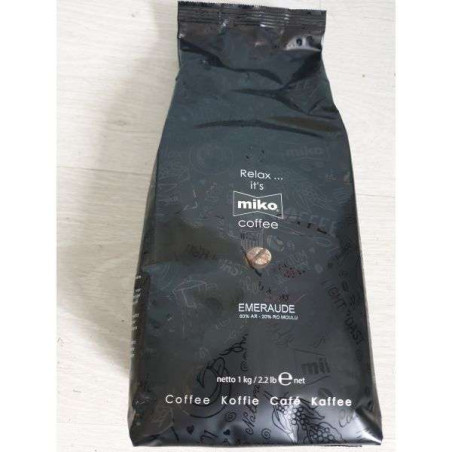 Relax ...
it's
miko
coffee
EMERAUDE
netto 1 kg / 2.2 lb ℮ net
Coffee Koffie Café Kaffee